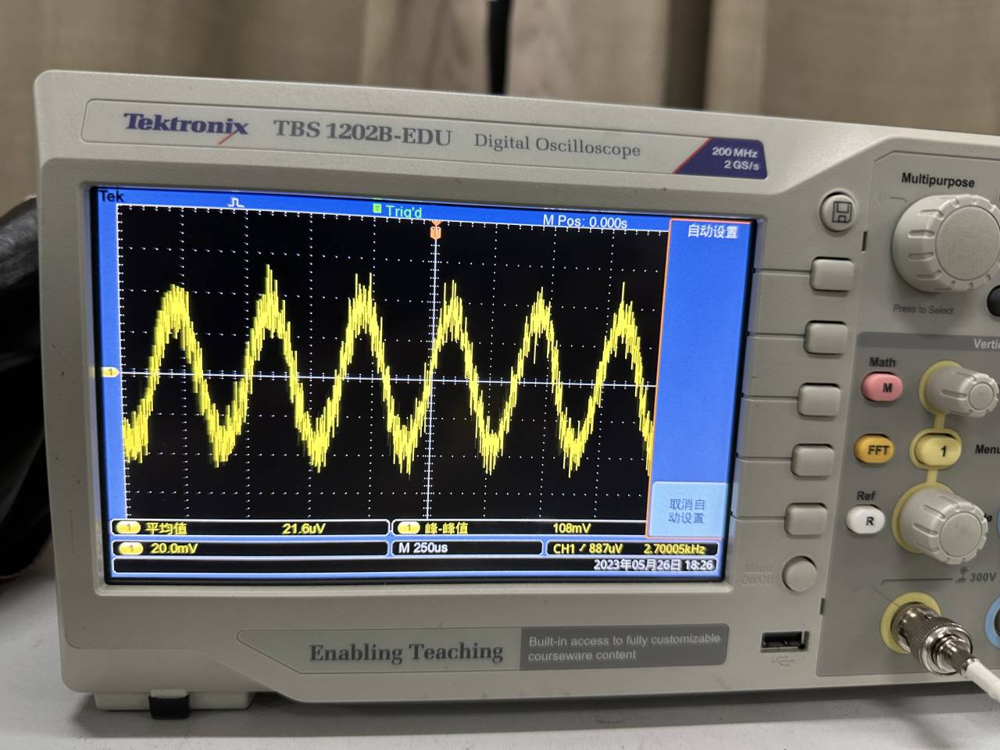 Tektronix TBS 1202B-EDU Digital Oscilloscope 200 MHz
2 GS/s
Multipurpose
Tek T Trig'd M Pos: 0.000s
自动设置
Press to Select
Math
M
1
FFT
1
Ref
R
取消自
动设置
1 平均值 21.6uV 1 峰-峰值 108mV
1 20.0mV M 250us CH1 887uV 2.70005kHz
2023年05月26日 18:26
Menu
On/Off
300V
Enabling Teaching
Built-in access to fully customizable
courseware content